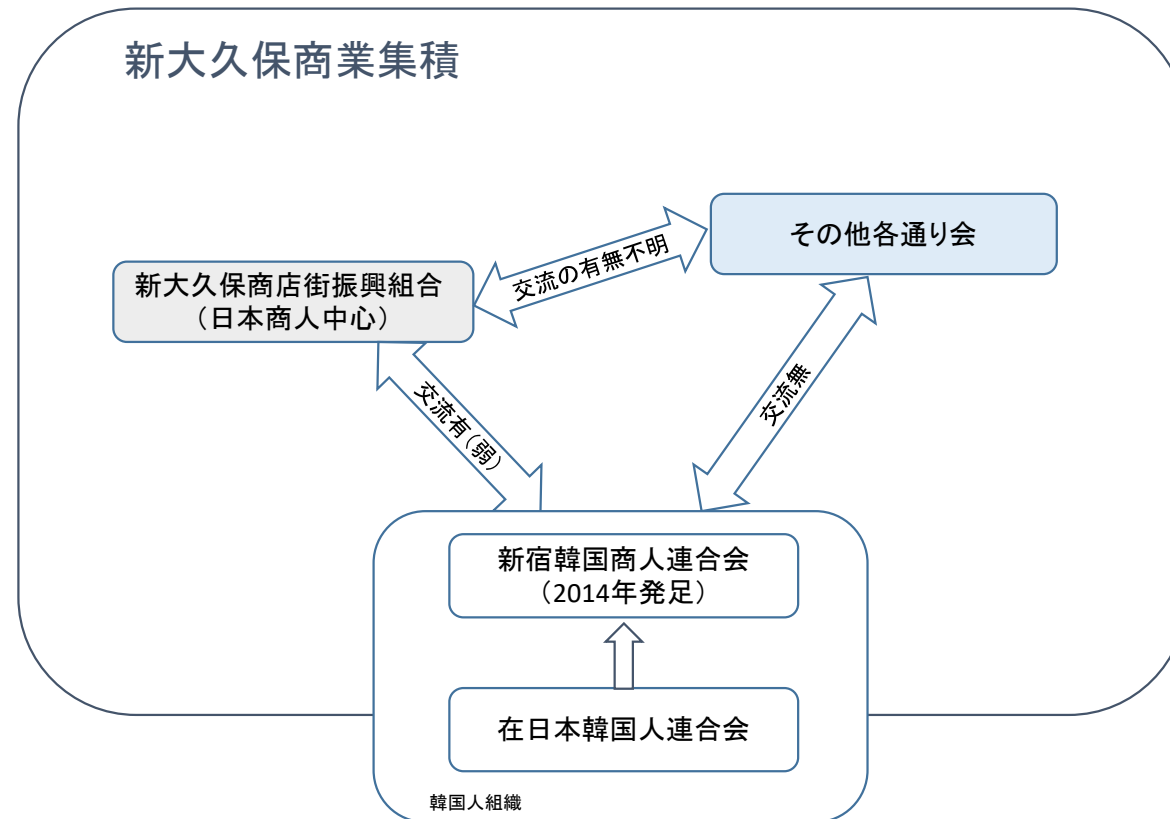 新大久保商業集積
その他各通り会
交流の有無不明
新大久保商店街振興組合
（日本商人中心）
交流有（弱）
交流無
新宿韓国商人連合会
（2014年発足）
在日本韓国人連合会
韓国人組織